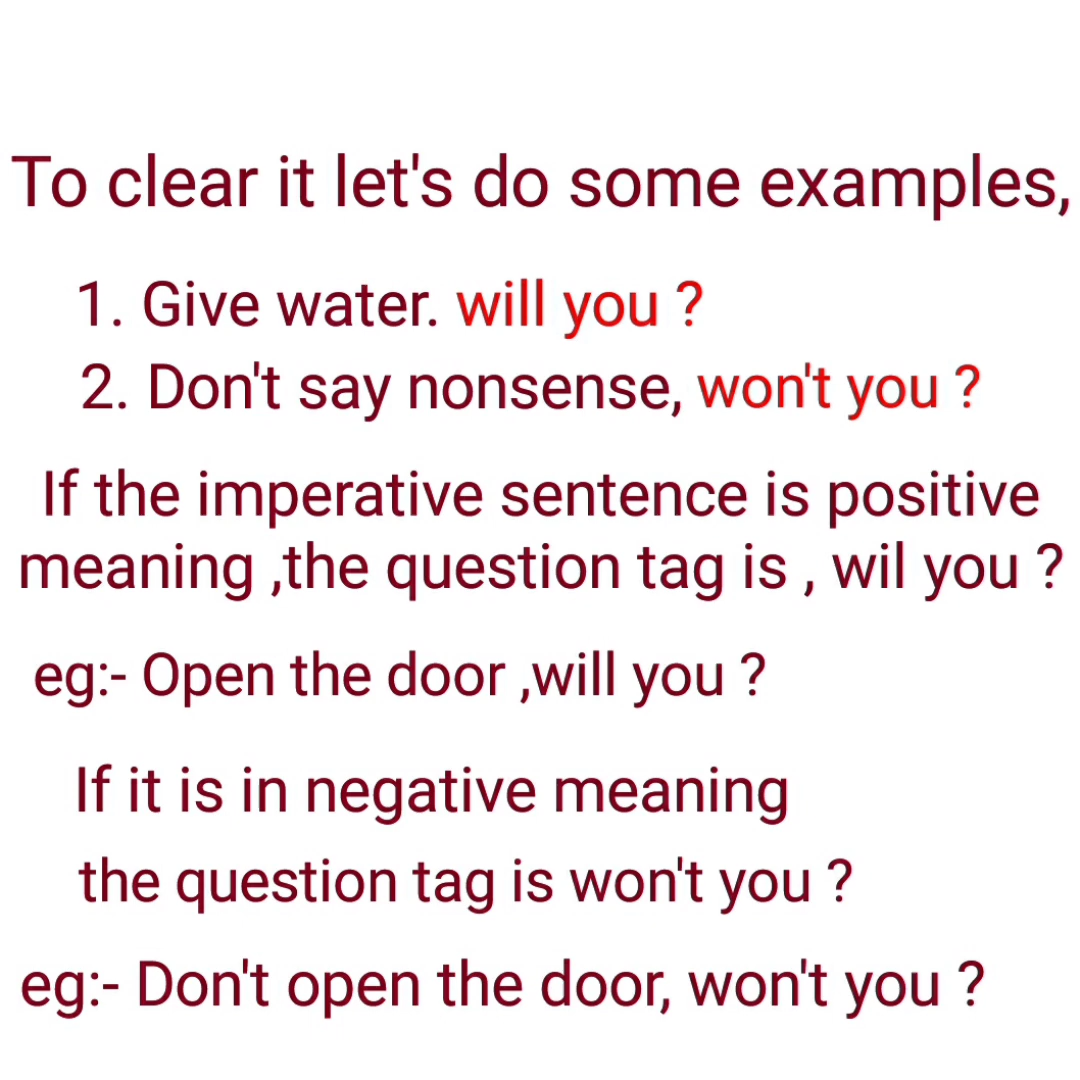 To clear it let's do some examples,
1. Give water. will you ?
2. Don't say nonsense, won't you ?
If the imperative sentence is positive
meaning ,the question tag is , wil you ?
eg:- Open the door ,will you ?
If it is in negative meaning
the question tag is won't you ?
eg:- Don't open the door, won't you ?